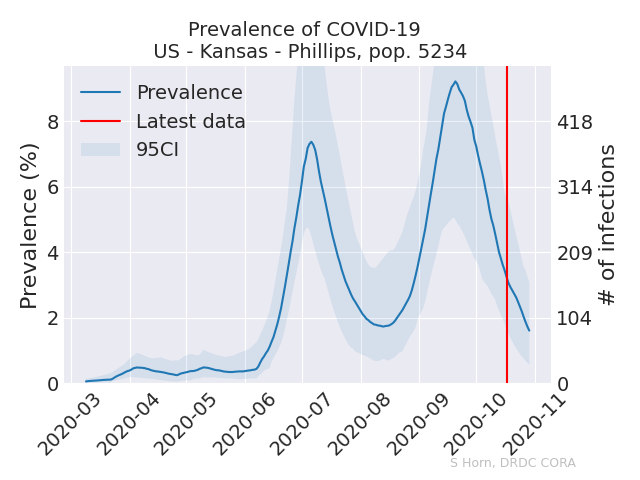 Prevalence of COVID-19
US - Kansas - Phillips, pop. 5234
Prevalence
Latest data
95CI
Prevalence (%)
8
6
4
2
0
418
314
209
104
0
# of infections
2020-03
2020-04
2020-05
2020-06
2020-07
2020-08
2020-09
2020-10
2020-11
S Horn, DRDC CORA